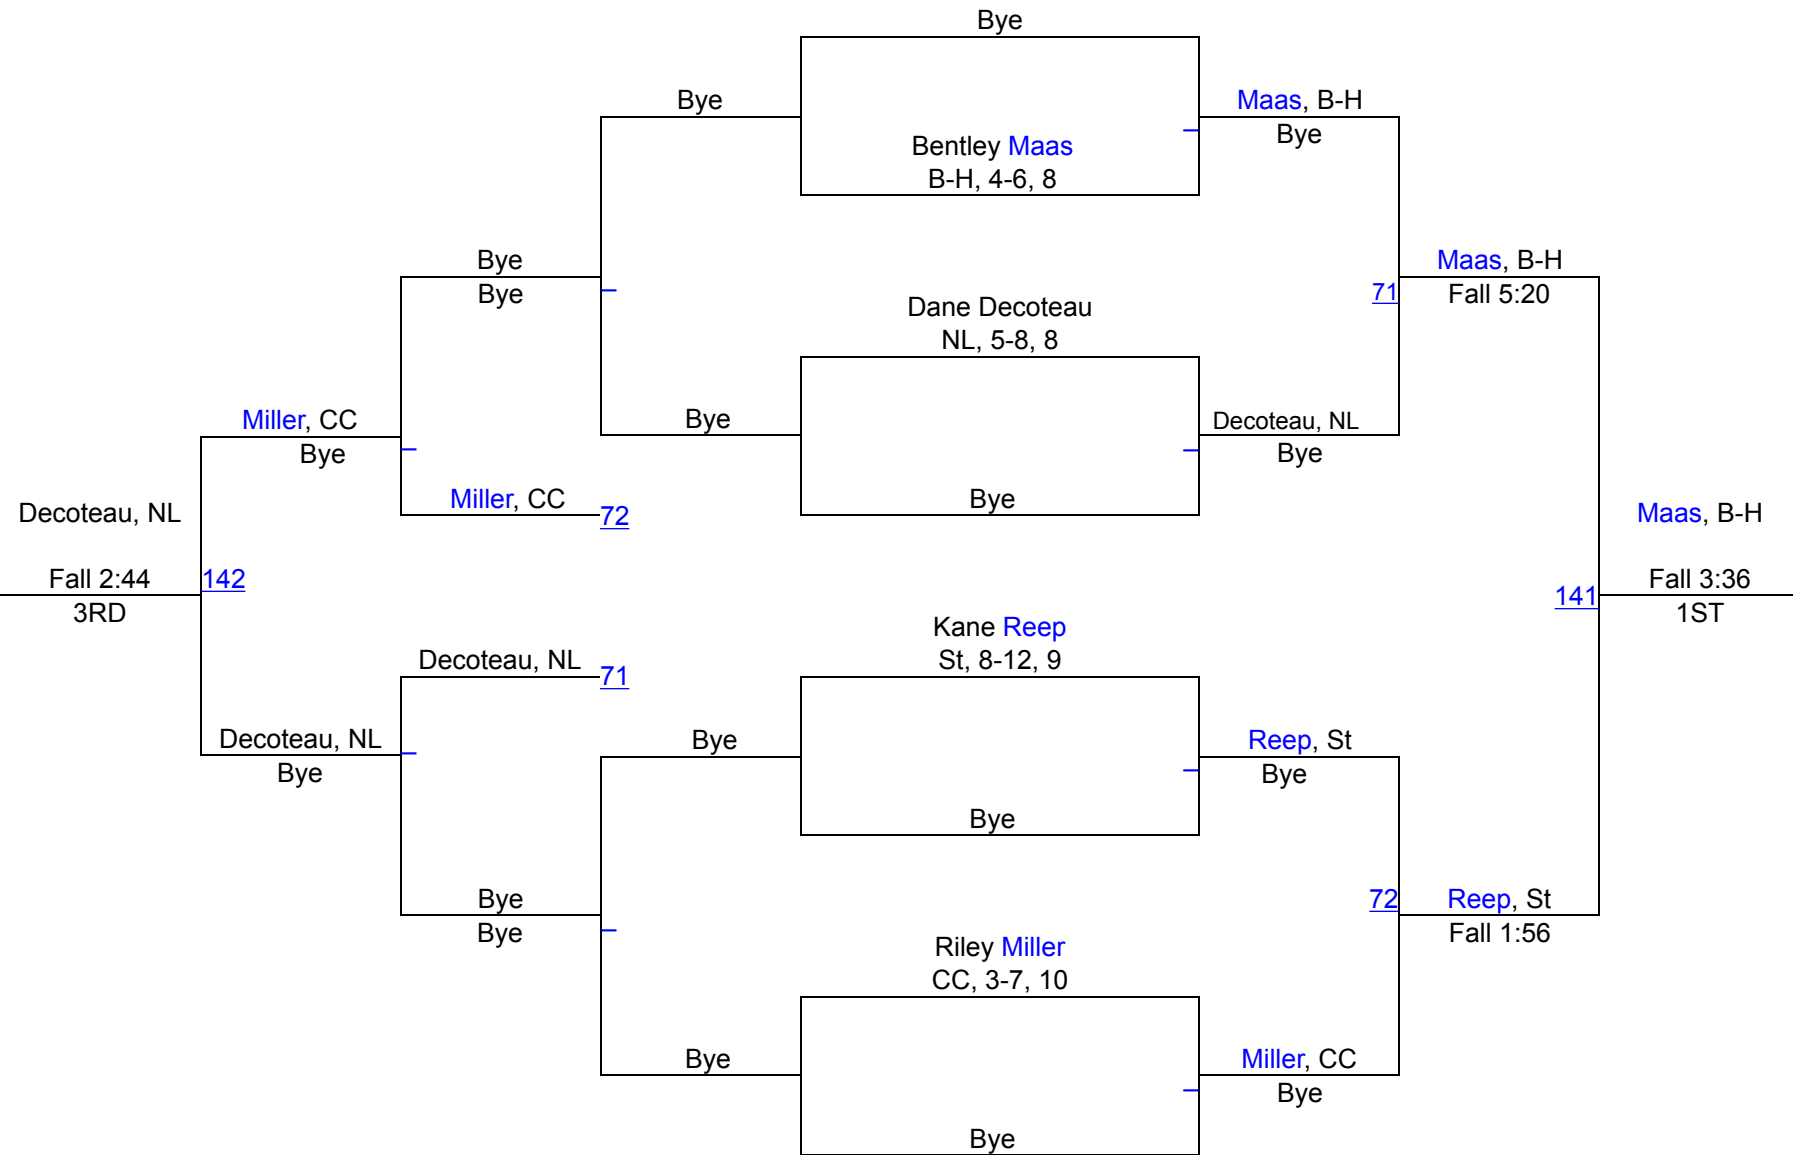 Bye
Bye
Maas, B-H
Bye
Bentley Maas
B-H, 4-6, 8
Bye
Bye
Maas, B-H
71
Fall 5:20
Dane Decoteau
NL, 5-8, 8
Miller, CC
Bye
Bye
Decoteau, NL
Bye
Miller, CC
72
Bye
Decoteau, NL
Maas, B-H
Fall 2:44
142
3RD
141
Fall 3:36
1ST
Kane Reep
St, 8-12, 9
Decoteau, NL
71
Decoteau, NL
Bye
Bye
Reep, St
Bye
Bye
Bye
Bye
72
Reep, St
Fall 1:56
Riley Miller
CC, 3-7, 10
Bye
Miller, CC
Bye
Bye